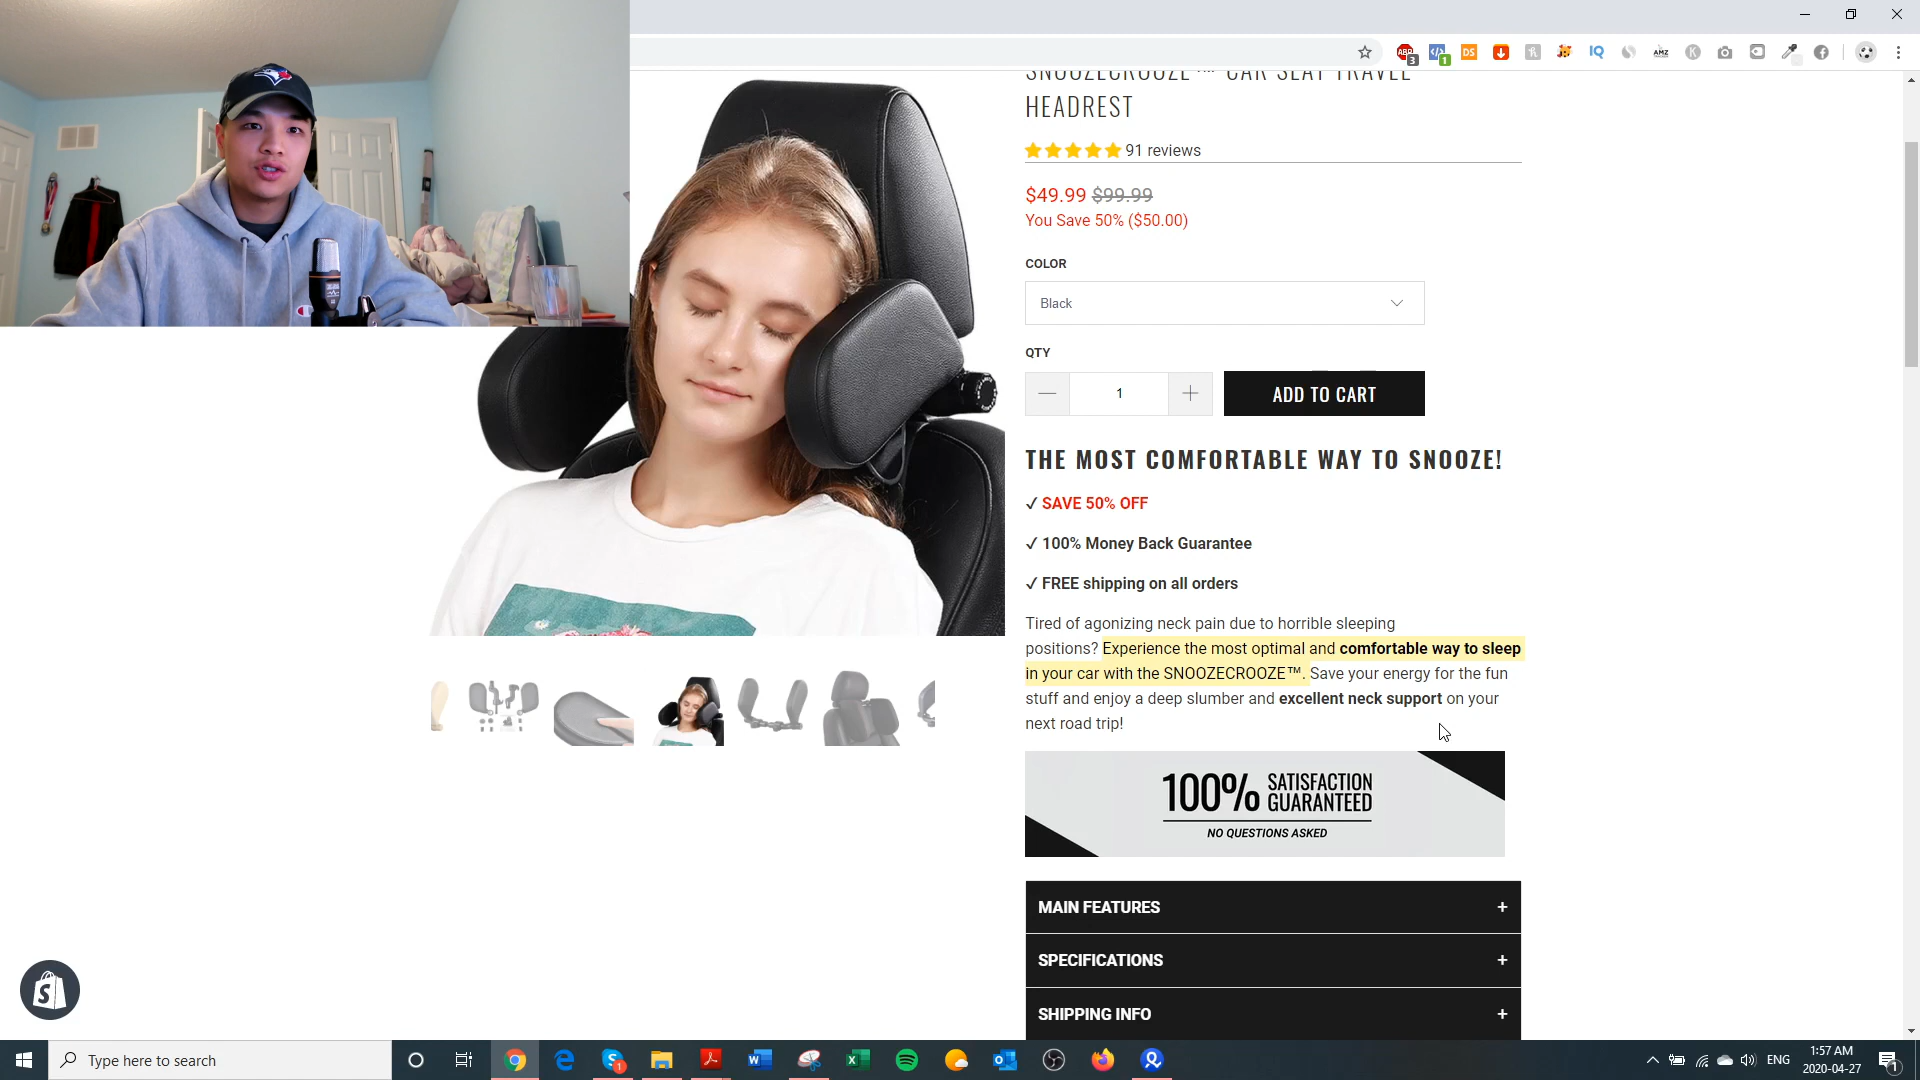 SNOOZECROOZE™ CAR SEAT TRAVEL
HEADREST
91 reviews
$49.99 $99.99
You Save 50% ($50.00)
COLOR
Black
QTY
1
ADD TO CART
THE MOST COMFORTABLE WAY TO SNOOZE!
✓ SAVE 50% OFF
✓ 100% Money Back Guarantee
✓ FREE shipping on all orders
Tired of agonizing neck pain due to horrible sleeping
positions? Experience the most optimal and comfortable way to sleep
in your car with the SNOOZECROOZE™. Save your energy for the fun
stuff and enjoy a deep slumber and excellent neck support on your
next road trip!
100% SATISFACTION
GUARANTEED
NO QUESTIONS ASKED
MAIN FEATURES +
SPECIFICATIONS +
SHIPPING INFO +
Type here to search
ENG
1:57 AM
2020-04-27